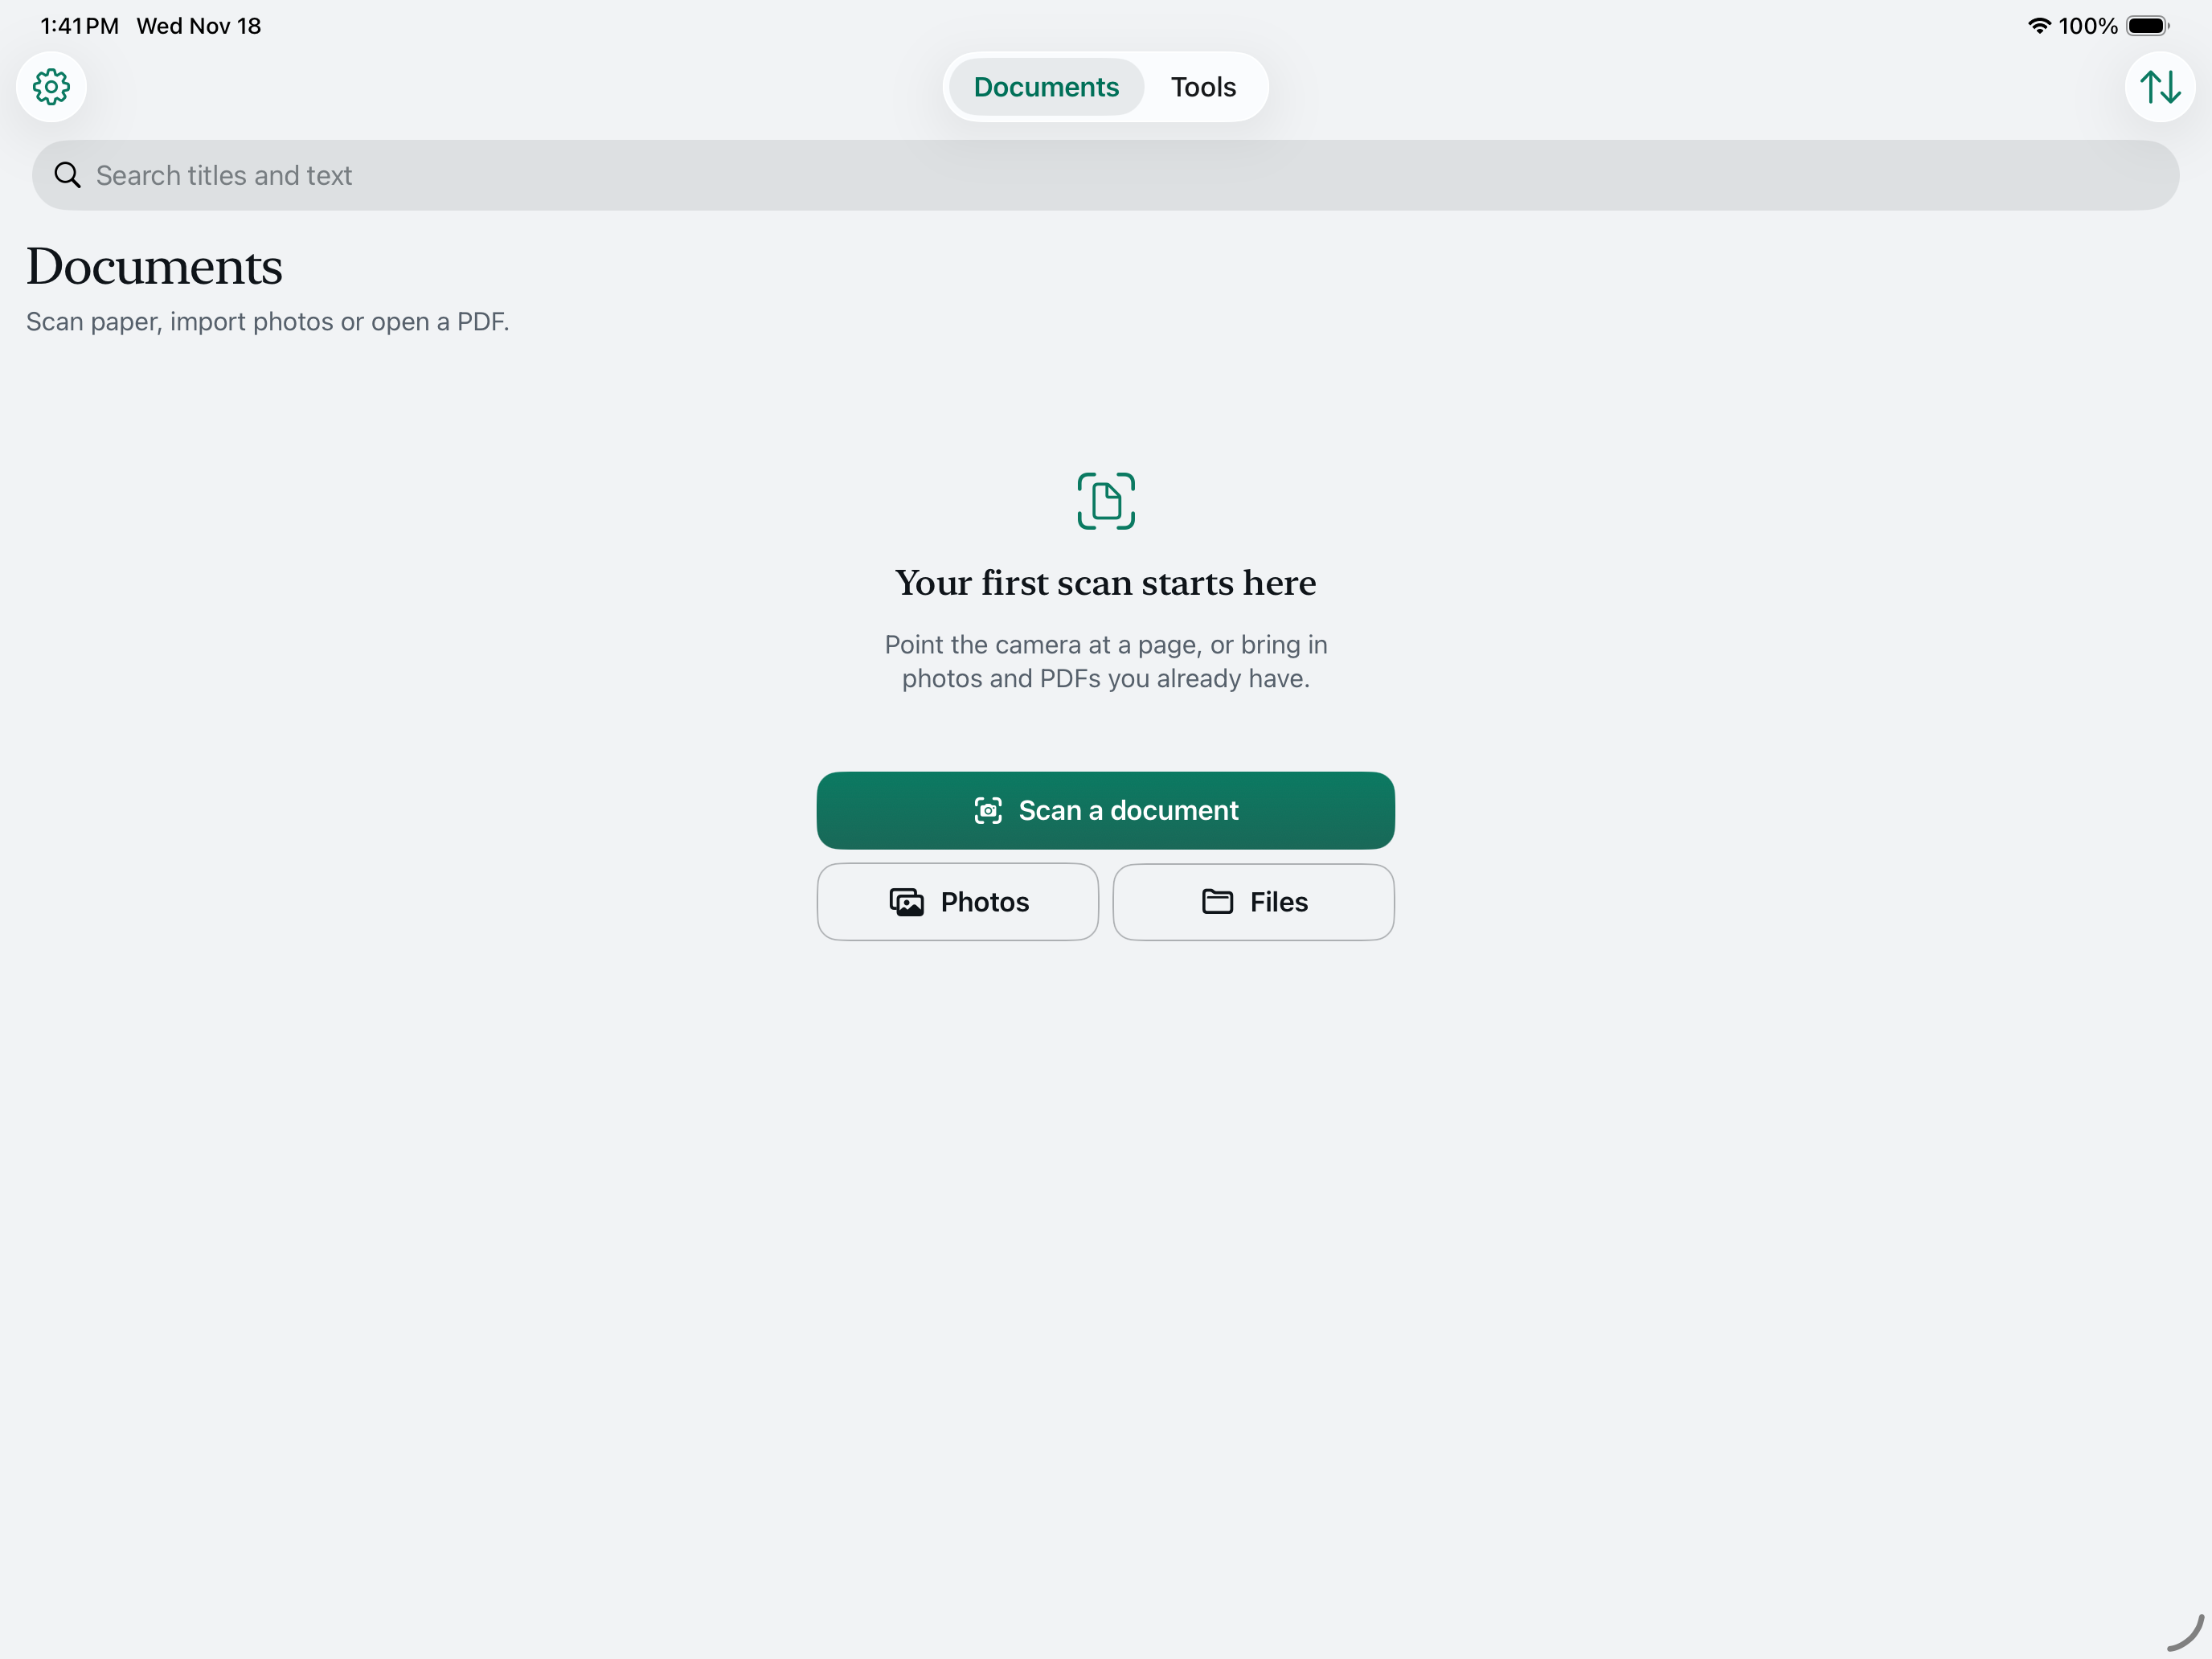 1:41 PM Wed Nov 18
100%
Documents Tools
Search titles and text
Documents
Scan paper, import photos or open a PDF.
Your first scan starts here
Point the camera at a page, or bring in
photos and PDFs you already have.
Scan a document
Photos Files